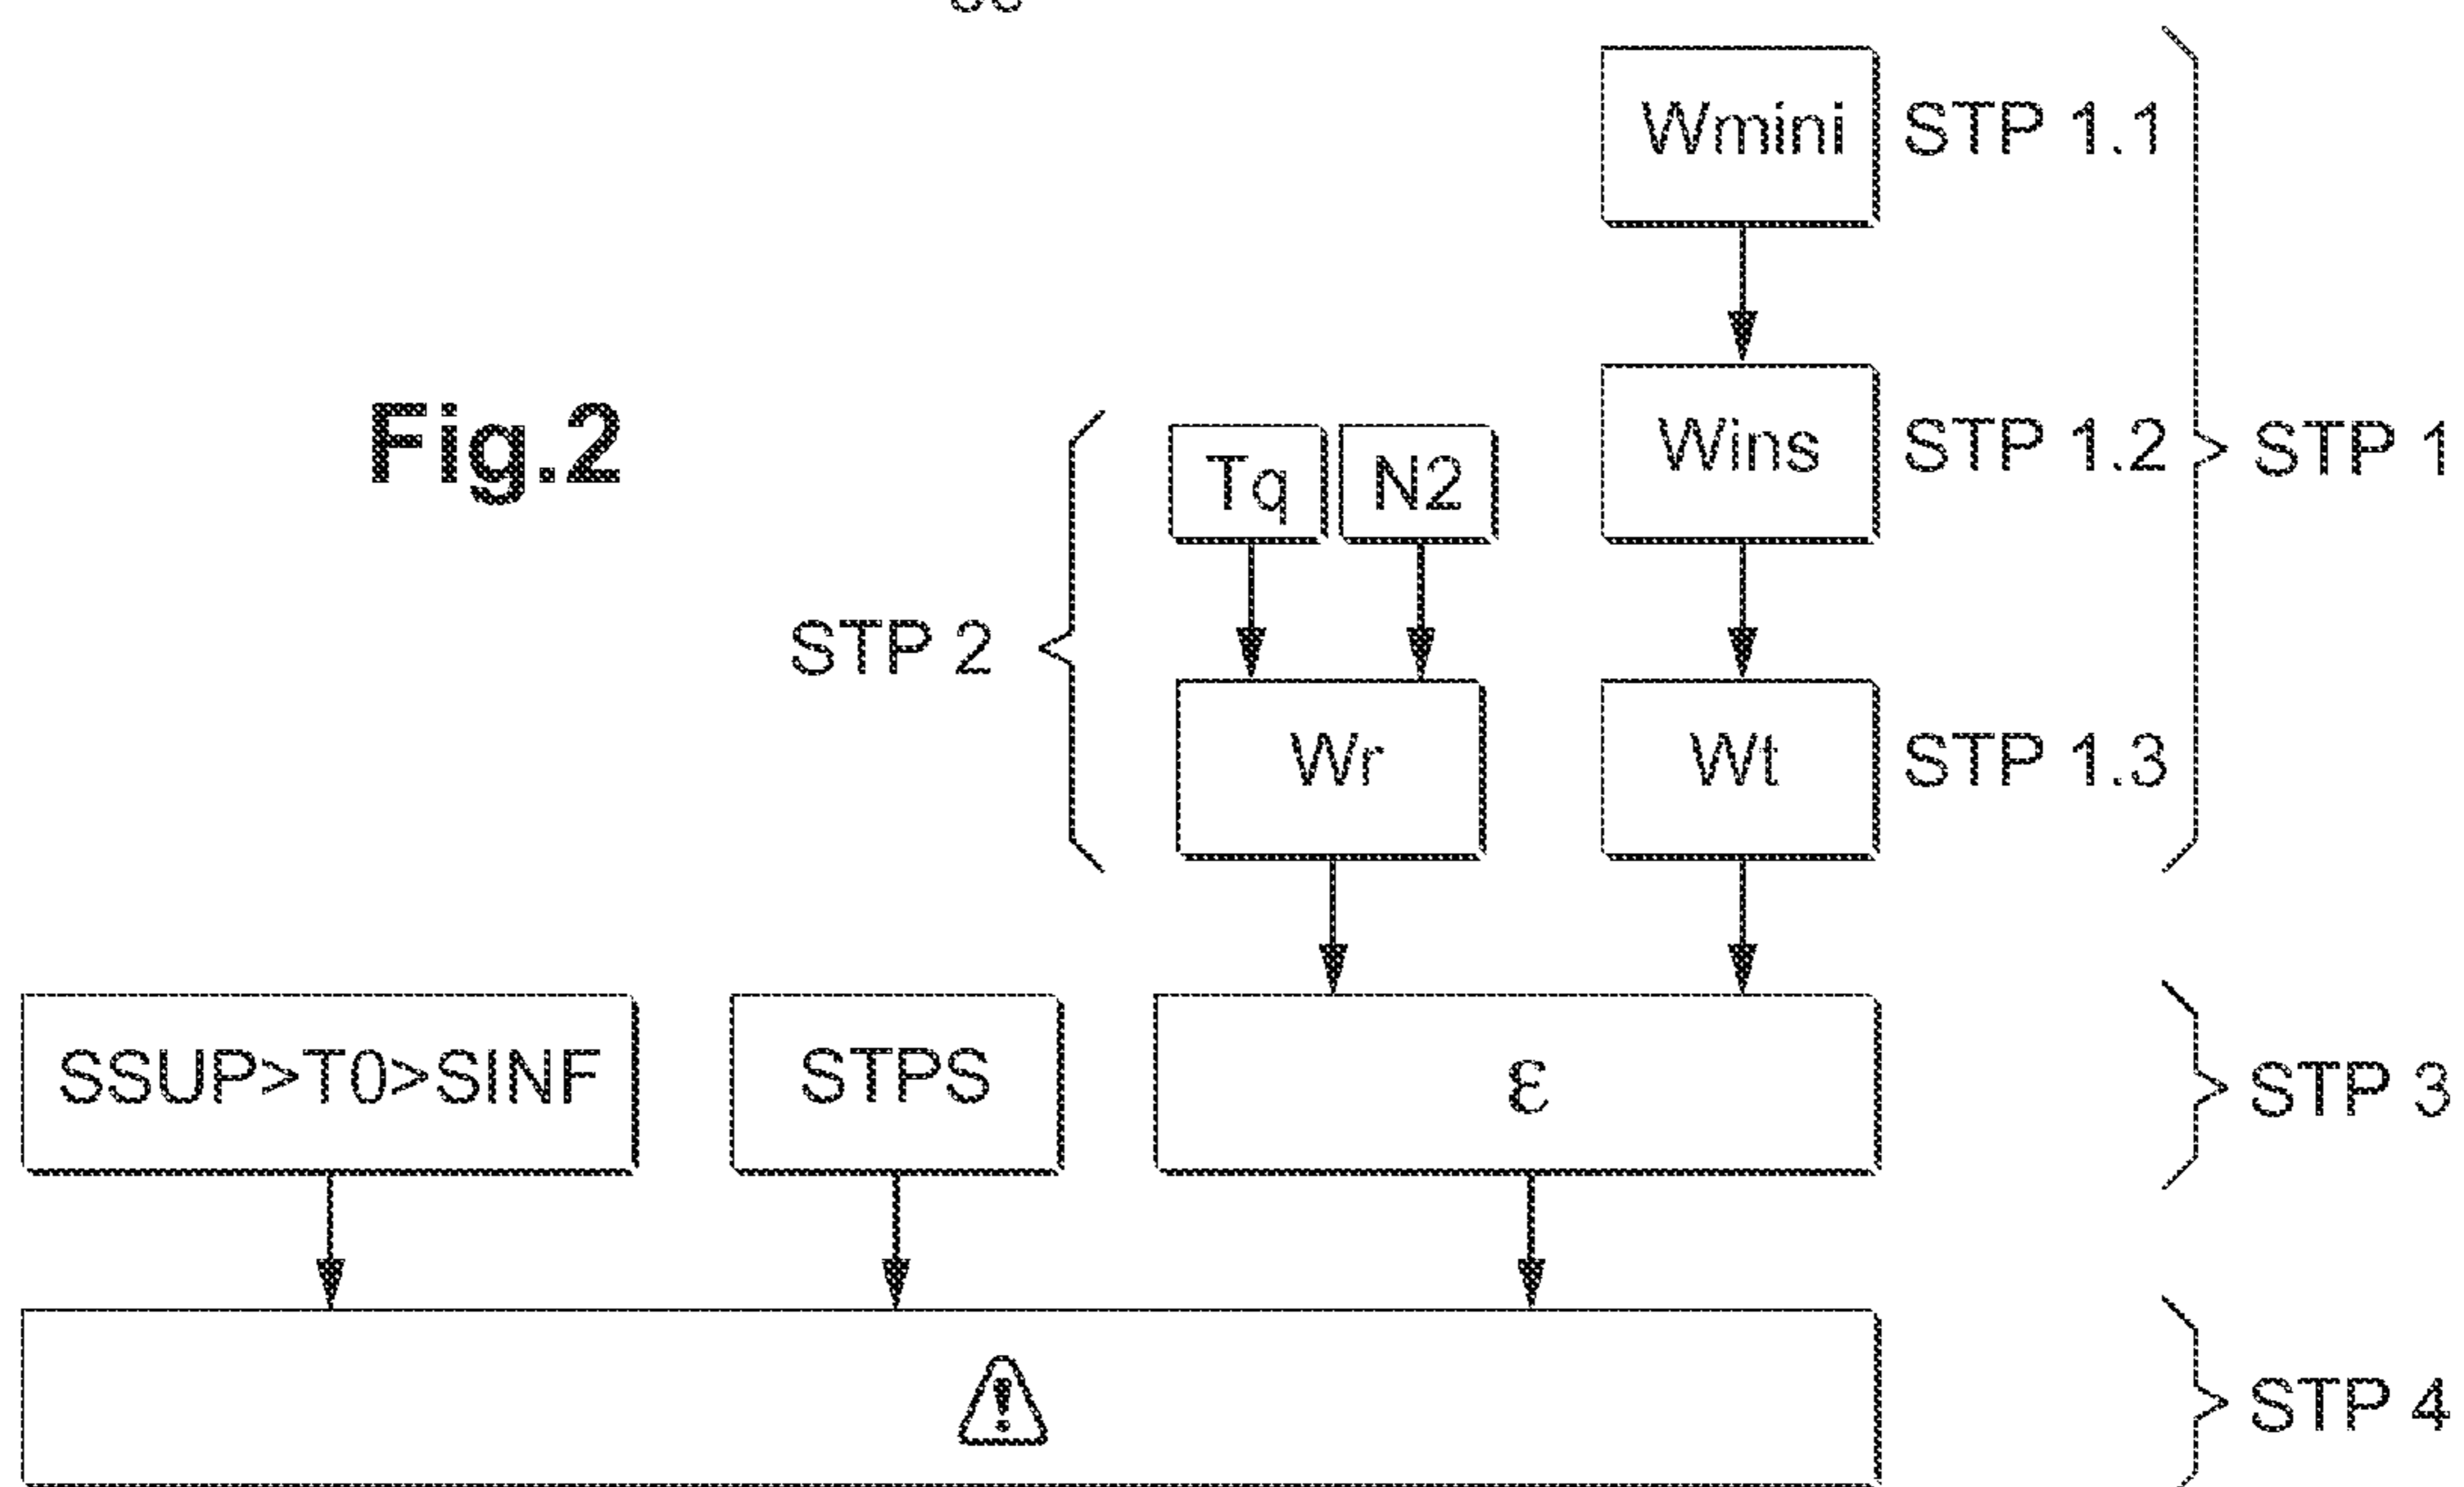 Wmini STP 1.1
Fig.2
Tq N2 Wins STP 1.2 STP 1
STP 2
Wr Wt STP 1.3
SSUP>T0>SINF STPS ε STP 3
! STP 4